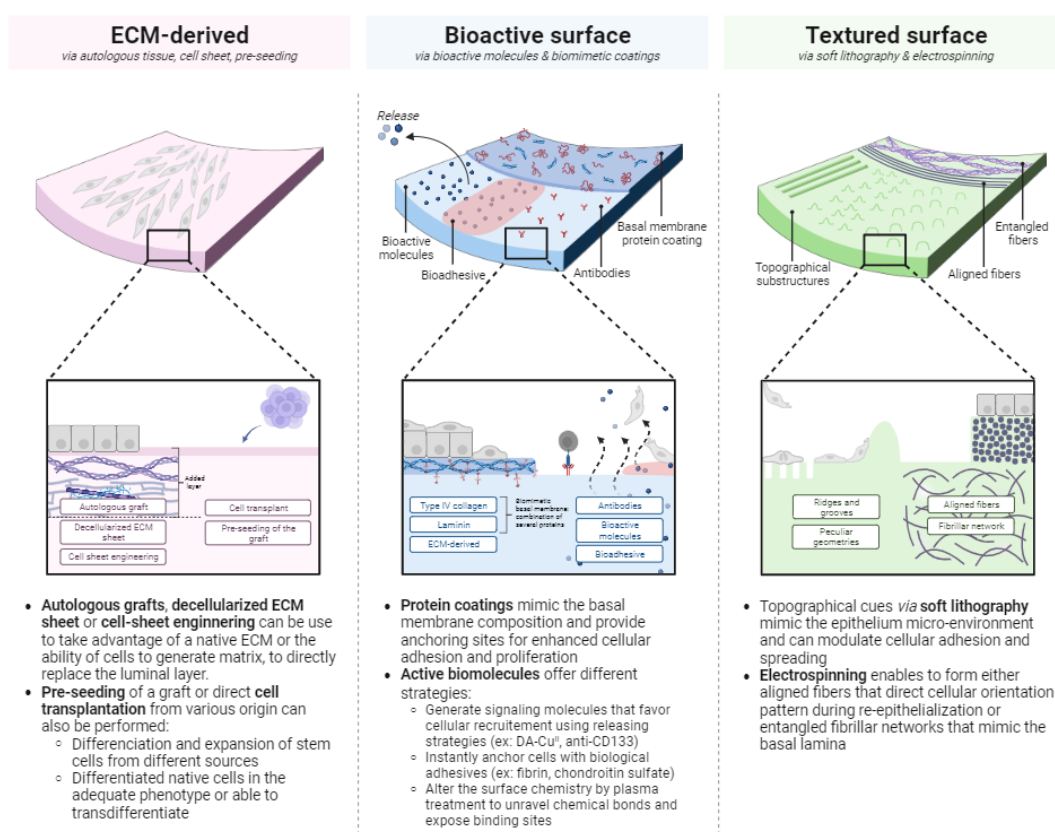 ECM-derived
via autologous tissue, cell sheet, pre-seeding
Added
layer
Autologous graft
Decellularized ECM
sheet
Cell sheet engineering
Cell transplant
Pre-seeding of the
graft
• Autologous grafts, decellularized ECM
sheet or cell-sheet enginnering can be use
to take advantage of a native ECM or the
ability of cells to generate matrix, to directly
replace the luminal layer.
• Pre-seeding of a graft or direct cell
transplantation from various origin can
also be performed:
◦ Differenciation and expansion of stem
cells from different sources
◦ Differentiated native cells in the
adequate phenotype or able to
transdifferentiate
Bioactive surface
via bioactive molecules & biomimetic coatings
Release
Bioactive
molecules
Bioadhesive
Antibodies
Basal membrane
protein coating
Type IV collagen
Laminin
ECM-derived
Biomimetic
basal membrane:
combination of
several proteins
Antibodies
Bioactive
molecules
Bioadhesive
• Protein coatings mimic the basal
membrane composition and provide
anchoring sites for enhanced cellular
adhesion and proliferation
• Active biomolecules offer different
strategies:
◦ Generate signaling molecules that favor
cellular recruitement using releasing
strategies (ex: DA-Cuᴵᴵ, anti-CD133)
◦ Instantly anchor cells with biological
adhesives (ex: fibrin, chondroitin sulfate)
◦ Alter the surface chemistry by plasma
treatment to unravel chemical bonds and
expose binding sites
Textured surface
via soft lithography & electrospinning
Topographical
substructures
Aligned fibers
Entangled
fibers
Ridges and
grooves
Peculiar
geometries
Aligned fibers
Fibrillar network
• Topographical cues via soft lithography
mimic the epithelium micro-environment
and can modulate cellular adhesion and
spreading
• Electrospinning enables to form either
aligned fibers that direct cellular orientation
pattern during re-epithelialization or
entangled fibrillar networks that mimic the
basal lamina